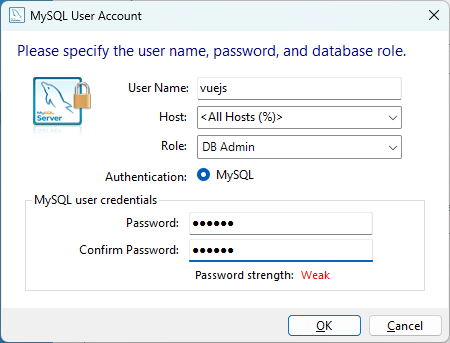 MySQL User Account
Please specify the user name, password, and database role.
MySQL
Server
User Name: vuejs
Host: <All Hosts (%)>
Role: DB Admin
Authentication: MySQL
MySQL user credentials
Password: ●●●●●●
Confirm Password: ●●●●●●
Password strength: Weak
OK Cancel